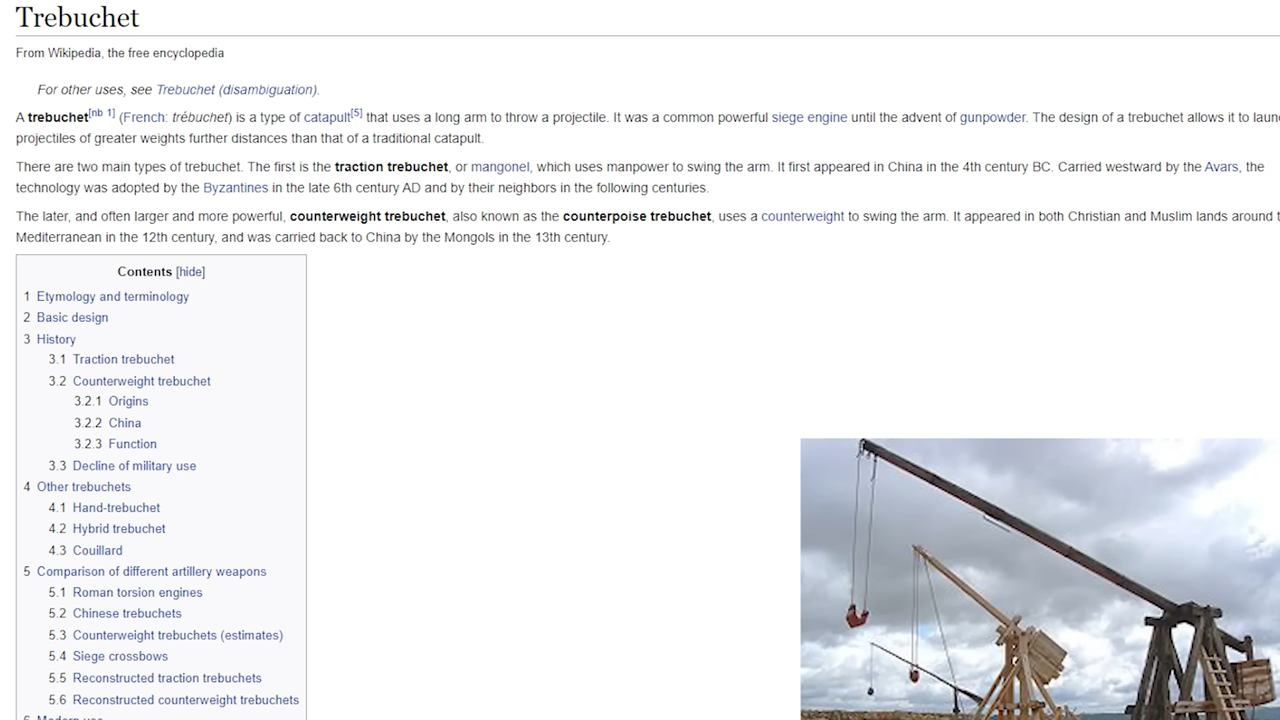 Trebuchet
From Wikipedia, the free encyclopedia
For other uses, see Trebuchet (disambiguation).
A trebuchet[nb 1] (French: trébuchet) is a type of catapult[5] that uses a long arm to throw a projectile. It was a common powerful siege engine until the advent of gunpowder. The design of a trebuchet allows it to
projectiles of greater weights further distances than that of a traditional catapult.
There are two main types of trebuchet. The first is the traction trebuchet, or mangonel, which uses manpower to swing the arm. It first appeared in China in the 4th century BC. Carried westward by the Avars, the
technology was adopted by the Byzantines in the late 6th century AD and by their neighbors in the following centuries.
The later, and often larger and more powerful, counterweight trebuchet, also known as the counterpoise trebuchet, uses a counterweight to swing the arm. It appeared in both Christian and Muslim lands around
Mediterranean in the 12th century, and was carried back to China by the Mongols in the 13th century.
Contents [hide]
1 Etymology and terminology
2 Basic design
3 History
3.1 Traction trebuchet
3.2 Counterweight trebuchet
3.2.1 Origins
3.2.2 China
3.2.3 Function
3.3 Decline of military use
4 Other trebuchets
4.1 Hand-trebuchet
4.2 Hybrid trebuchet
4.3 Couillard
5 Comparison of different artillery weapons
5.1 Roman torsion engines
5.2 Chinese trebuchets
5.3 Counterweight trebuchets (estimates)
5.4 Siege crossbows
5.5 Reconstructed traction trebuchets
5.6 Reconstructed counterweight trebuchets